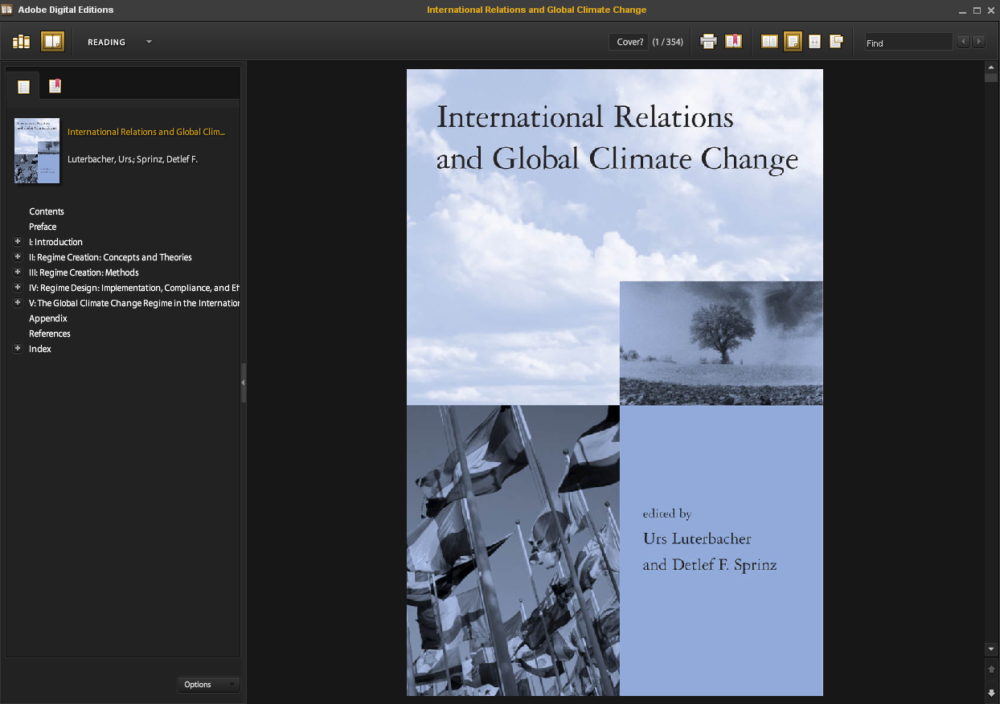 Adobe Digital Editions
International Relations and Global Climate Change
READING
Cover? (1 / 354)
Find
International Relations and Global Clim...
Luterbacher, Urs.; Sprinz, Detlef F.
Contents
Preface
I: Introduction
II: Regime Creation: Concepts and Theories
III: Regime Creation: Methods
IV: Regime Design: Implementation, Compliance, and Ef
V: The Global Climate Change Regime in the Internation
Appendix
References
Index
Options
International Relations
and Global Climate Change
edited by
Urs Luterbacher
and Detlef F. Sprinz